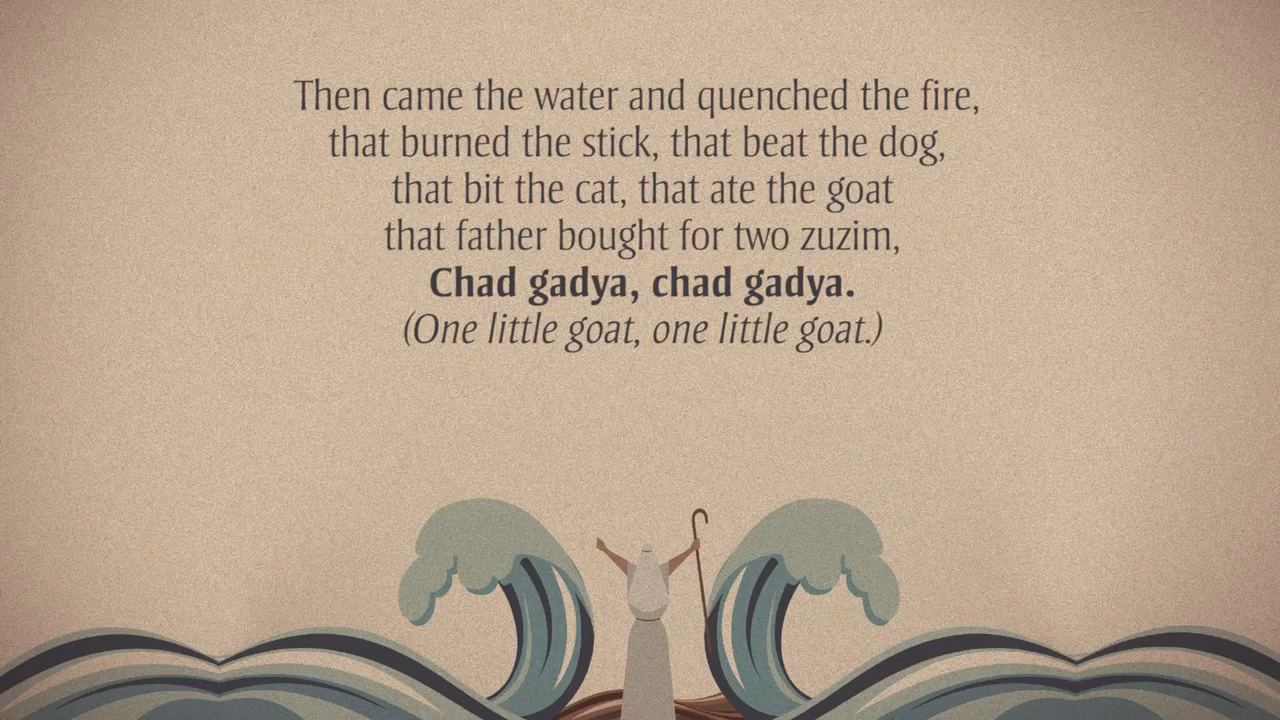 Then came the water and quenched the fire,
that burned the stick, that beat the dog,
that bit the cat, that ate the goat
that father bought for two zuzim,
Chad gadya, chad gadya.
(One little goat, one little goat.)